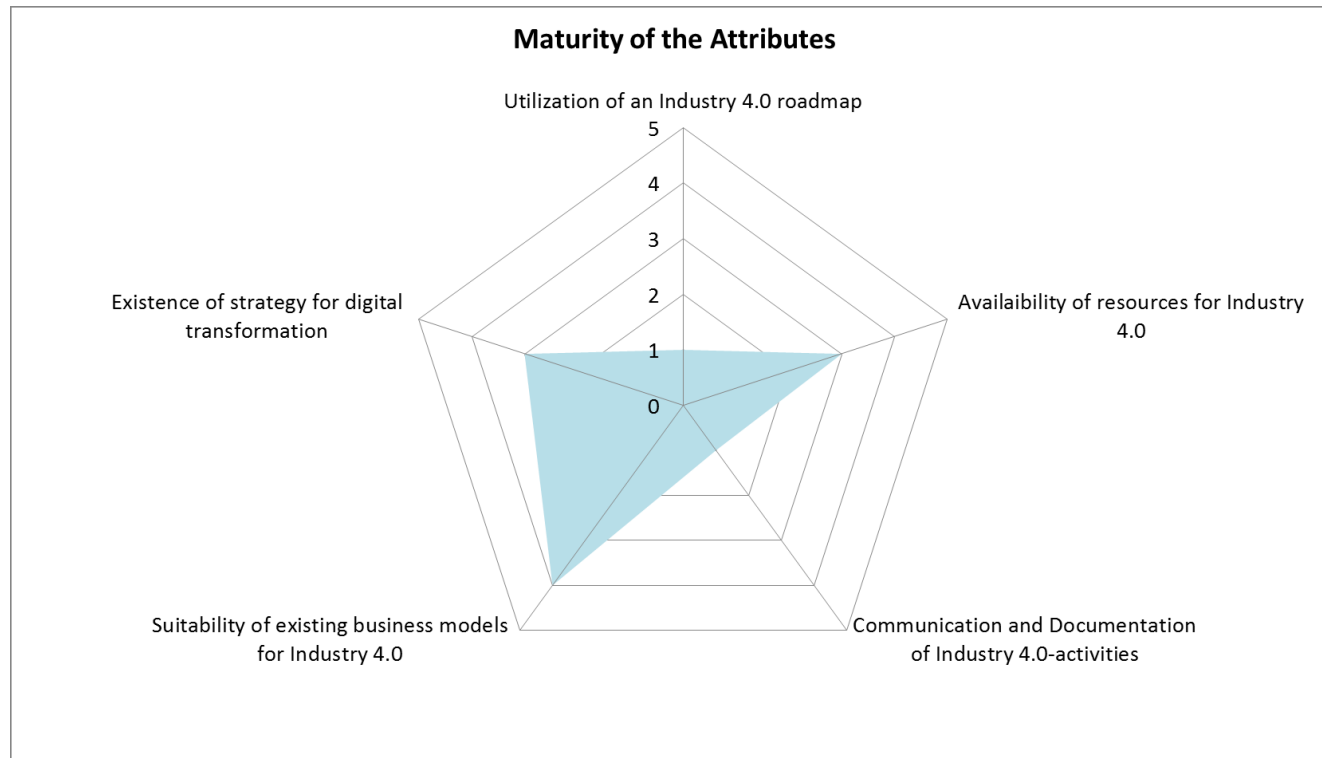 Maturity of the Attributes
Utilization of an Industry 4.0 roadmap
5
4
3
2
1
0
Existence of strategy for digital
transformation
Availaibility of resources for Industry
4.0
Suitability of existing business models
for Industry 4.0
Communication and Documentation
of Industry 4.0-activities